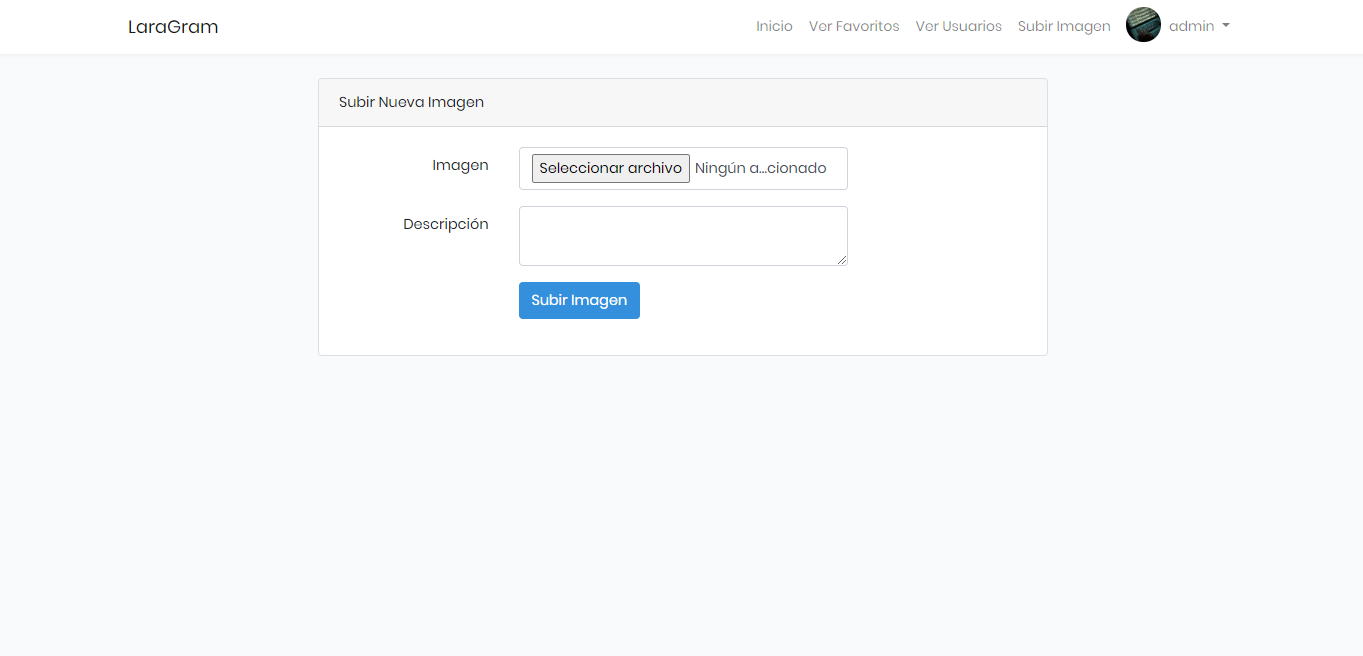 LaraGram
Inicio Ver Favoritos Ver Usuarios Subir Imagen admin
Subir Nueva Imagen
Imagen Seleccionar archivo Ningún a...cionado
Descripción
Subir Imagen